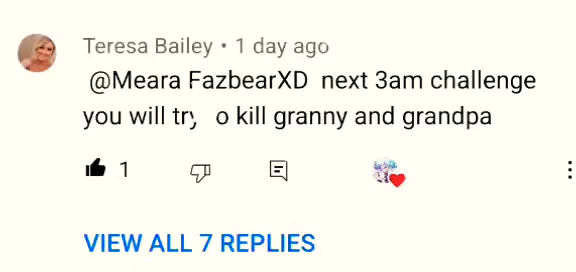 Teresa Bailey • 1 day ago
@Meara FazbearXD next 3am challenge
you will try o kill granny and grandpa
1
VIEW ALL 7 REPLIES